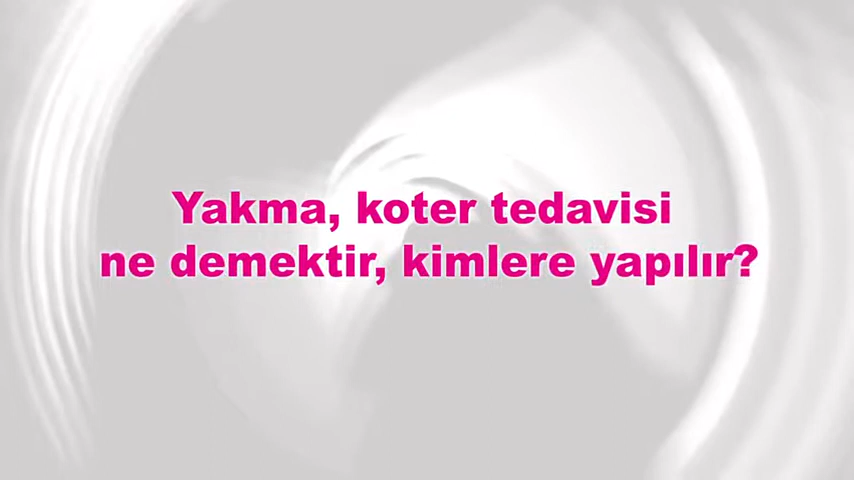 Yakma, koter tedavisi
ne demektir, kimlere yapılır?